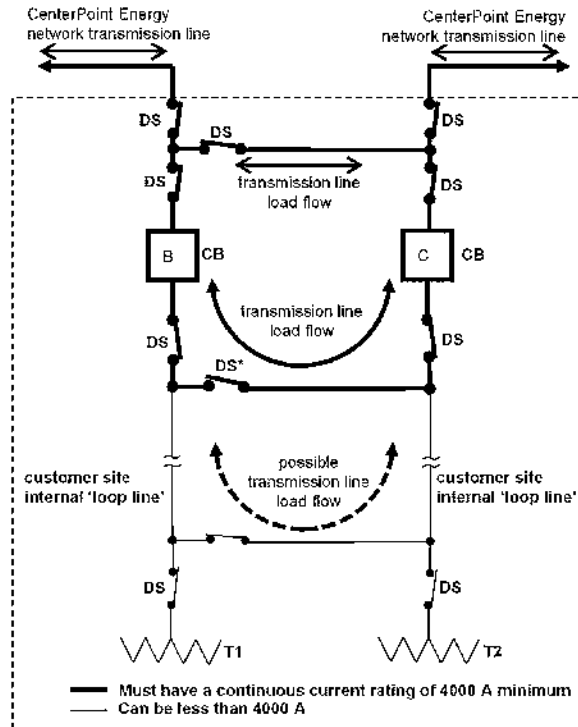 CenterPoint Energy
network transmission line
CenterPoint Energy
network transmission line
DS
DS
DS
DS
transmission line
load flow
DS
B
CB
C
CB
transmission line
load flow
DS
DS
DS*
possible
transmission line
load flow
customer site
internal 'loop line'
customer site
internal 'loop line'
DS
DS
T1
T2
Must have a continuous current rating of 4000 A minimum
Can be less than 4000 A